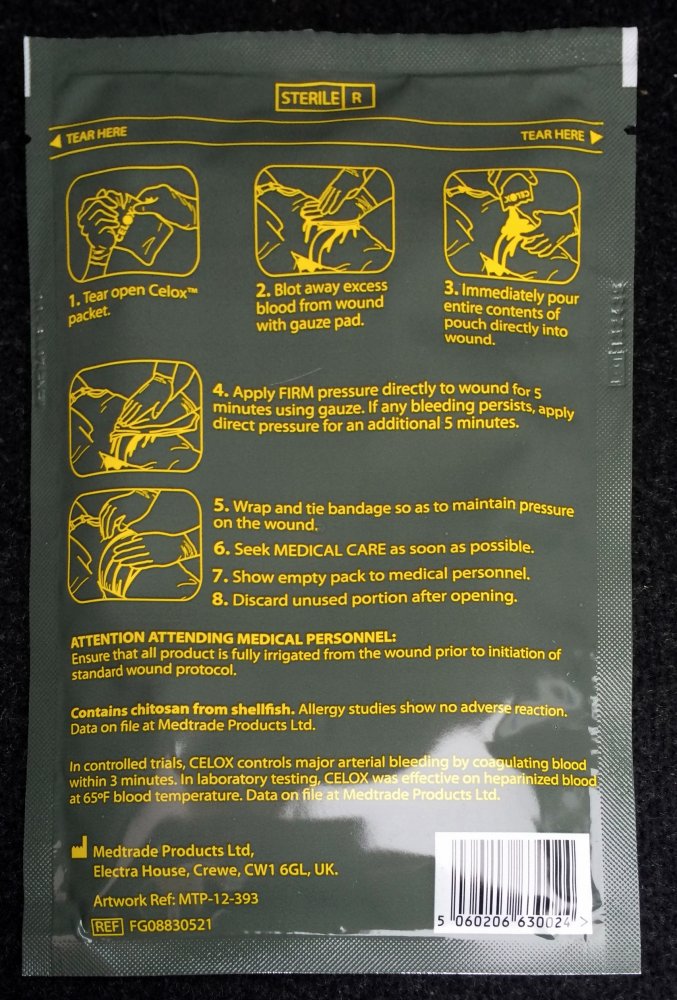 STERILE R
TEAR HERE
TEAR HERE
CELOX
1. Tear open Celox™
packet.
2. Blot away excess
blood from wound
with gauze pad.
3. Immediately pour
entire contents of
pouch directly into
wound.
4. Apply FIRM pressure directly to wound for 5
minutes using gauze. If any bleeding persists, apply
direct pressure for an additional 5 minutes.
5. Wrap and tie bandage so as to maintain pressure
on the wound.
6. Seek MEDICAL CARE as soon as possible.
7. Show empty pack to medical personnel.
8. Discard unused portion after opening.
ATTENTION ATTENDING MEDICAL PERSONNEL:
Ensure that all product is fully irrigated from the wound prior to initiation of
standard wound protocol.
Contains chitosan from shellfish. Allergy studies show no adverse reaction.
Data on file at Medtrade Products Ltd.
In controlled trials, CELOX controls major arterial bleeding by coagulating blood
within 3 minutes. In laboratory testing, CELOX was effective on heparinized blood
at 65ºF blood temperature. Data on file at Medtrade Products Ltd.
Medtrade Products Ltd,
Electra House, Crewe, CW1 6GL, UK.
Artwork Ref: MTP-12-393
REF FG08830521
5 060206 630024 >